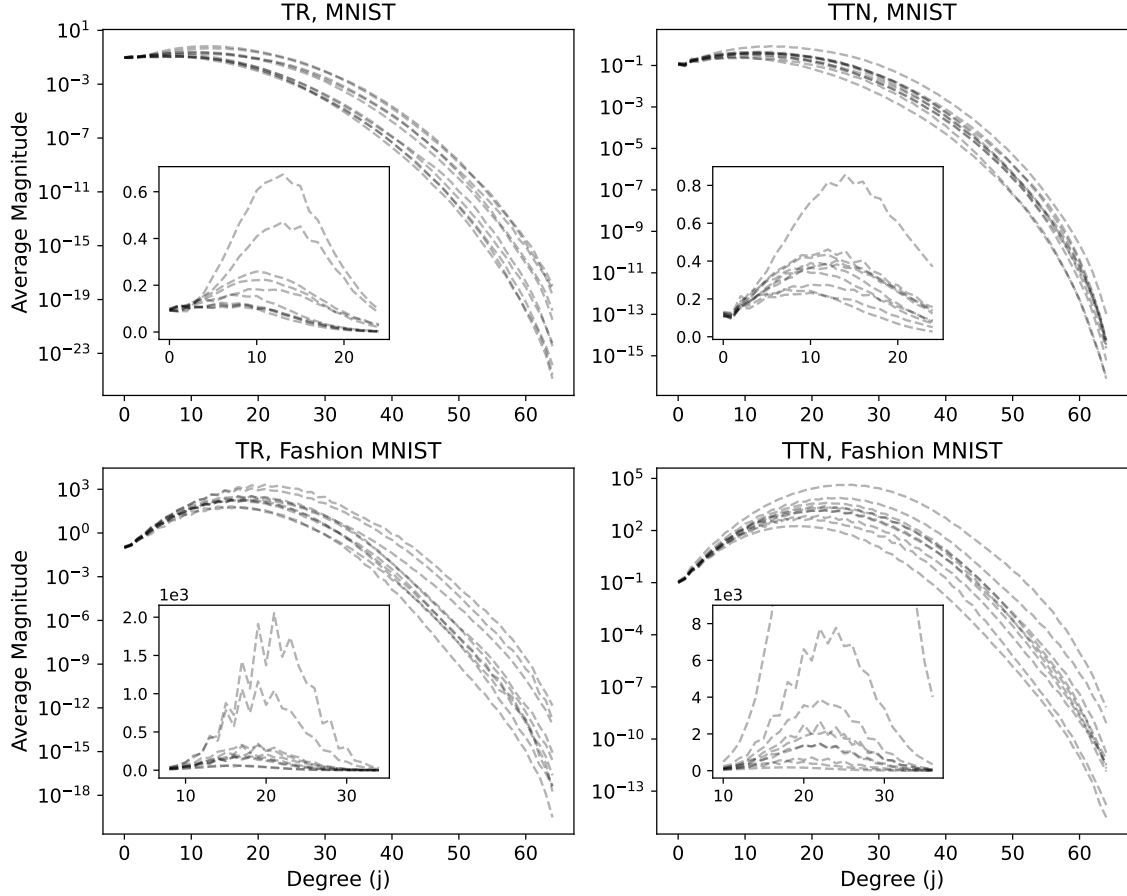 TR, MNIST
10^1
10^-3
10^-7
10^-11
10^-15
10^-19
10^-23
Average Magnitude
0.6
0.4
0.2
0.0
0 10 20
0 10 20 30 40 50 60
TTN, MNIST
10^-1
10^-3
10^-5
10^-7
10^-9
10^-11
10^-13
10^-15
0.8
0.6
0.4
0.2
0.0
0 10 20
0 10 20 30 40 50 60
TR, Fashion MNIST
10^3
10^0
10^-3
10^-6
10^-9
10^-12
10^-15
10^-18
Average Magnitude
1e3
2.0
1.5
1.0
0.5
0.0
10 20 30
0 10 20 30 40 50 60
Degree (j)
TTN, Fashion MNIST
10^5
10^2
10^-1
10^-4
10^-7
10^-10
10^-13
1e3
8
6
4
2
0
10 20 30
0 10 20 30 40 50 60
Degree (j)